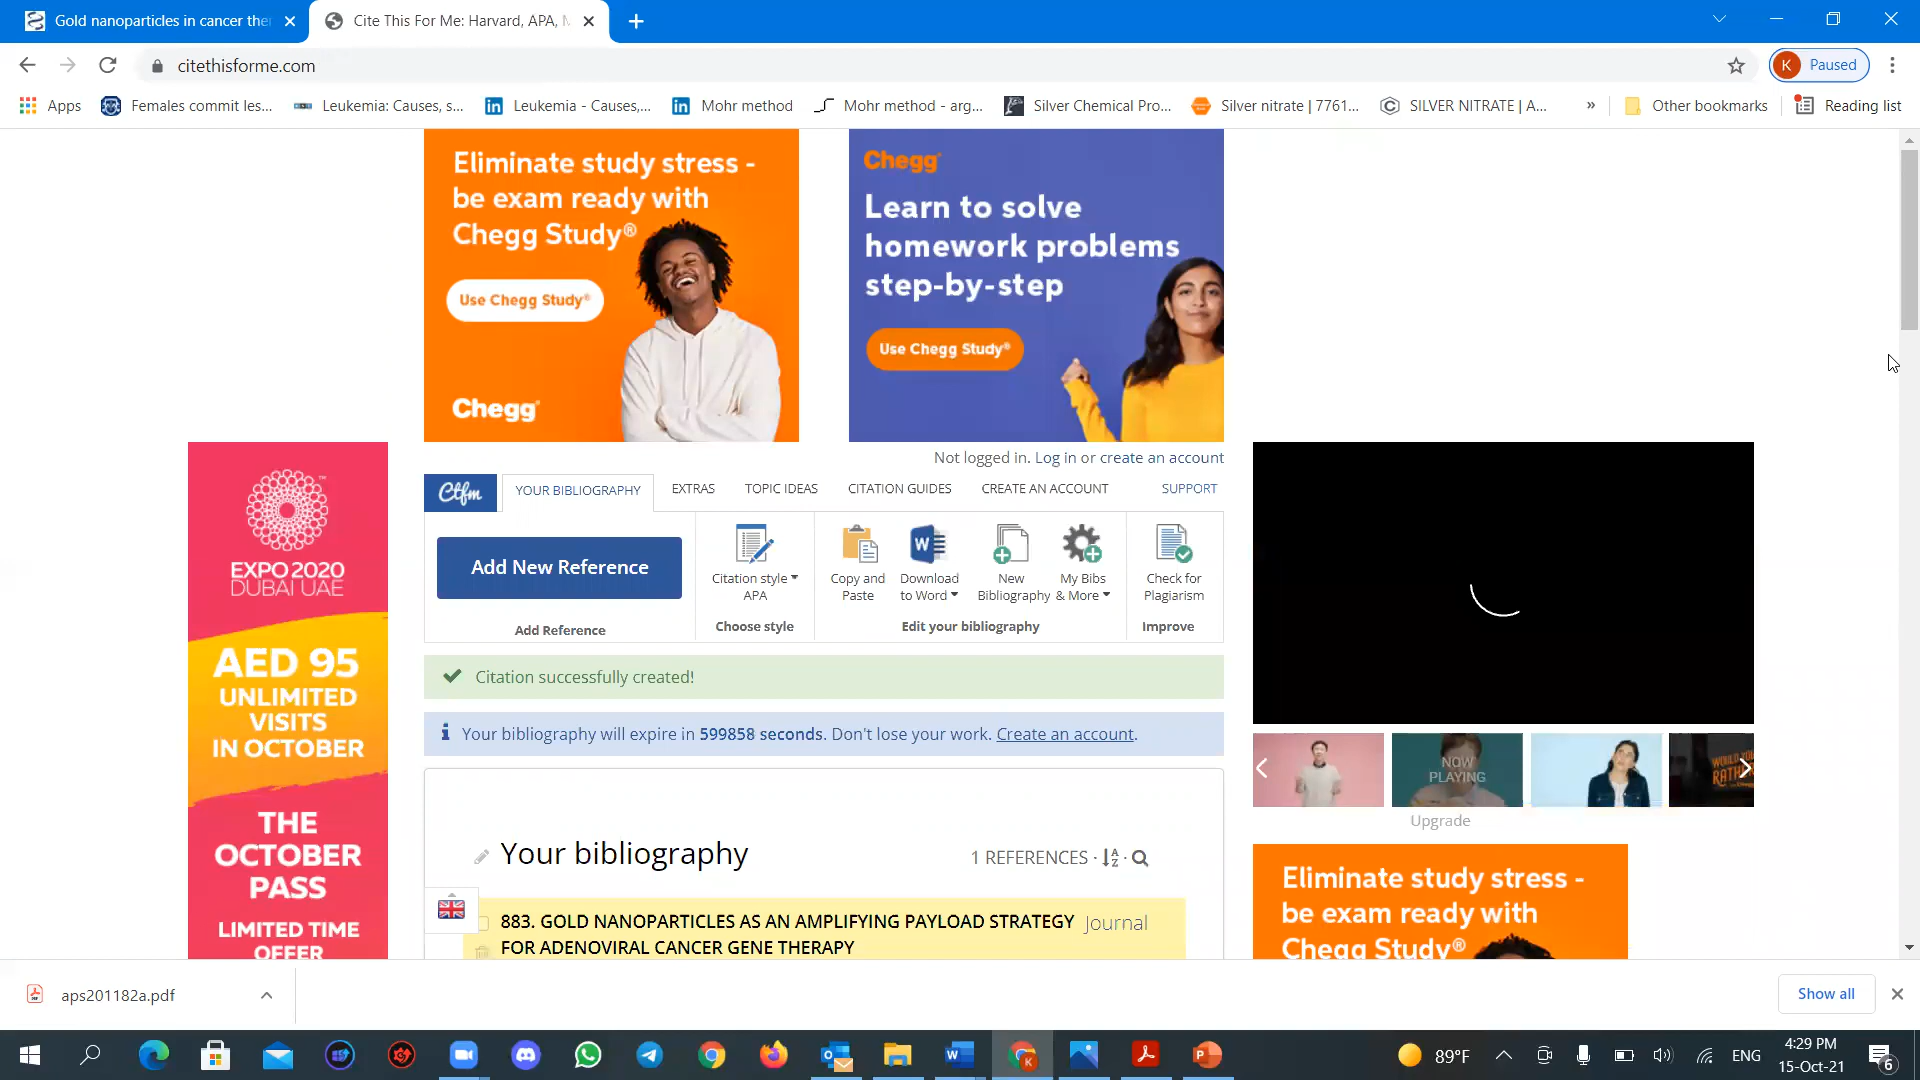 Gold nanoparticles in cancer the
Cite This For Me: Harvard, APA, M
citethisforme.com
K Paused
Apps
Females commit les...
Leukemia: Causes, s...
Leukemia - Causes,...
Mohr method
Mohr method - arg...
Silver Chemical Pro...
Silver nitrate | 7761...
SILVER NITRATE | A...
»
Other bookmarks
Reading list
Eliminate study stress -
be exam ready with
Chegg Study®
Use Chegg Study®
Chegg®
Chegg®
Learn to solve
homework problems
step-by-step
Use Chegg Study®
Not logged in. Log in or create an account
Ctfm
YOUR BIBLIOGRAPHY
EXTRAS
TOPIC IDEAS
CITATION GUIDES
CREATE AN ACCOUNT
SUPPORT
Add New Reference
Add Reference
Citation style
APA
Choose style
Copy and
Paste
Download
to Word
New
Bibliography
My Bibs
& More
Edit your bibliography
Check for
Plagiarism
Improve
Citation successfully created!
Your bibliography will expire in 599858 seconds. Don't lose your work. Create an account.
Your bibliography
1 REFERENCES ·
883. GOLD NANOPARTICLES AS AN AMPLIFYING PAYLOAD STRATEGY
FOR ADENOVIRAL CANCER GENE THERAPY
Journal
EXPO 2020
DUBAI UAE
AED 95
UNLIMITED
VISITS
IN OCTOBER
THE
OCTOBER
PASS
LIMITED TIME
OFFER
NOW
PLAYING
WOULD YOU
RATH
Upgrade
Eliminate study stress -
be exam ready with
Chegg Study®
aps201182a.pdf
Show all
89°F
ENG
4:29 PM
15-Oct-21
6